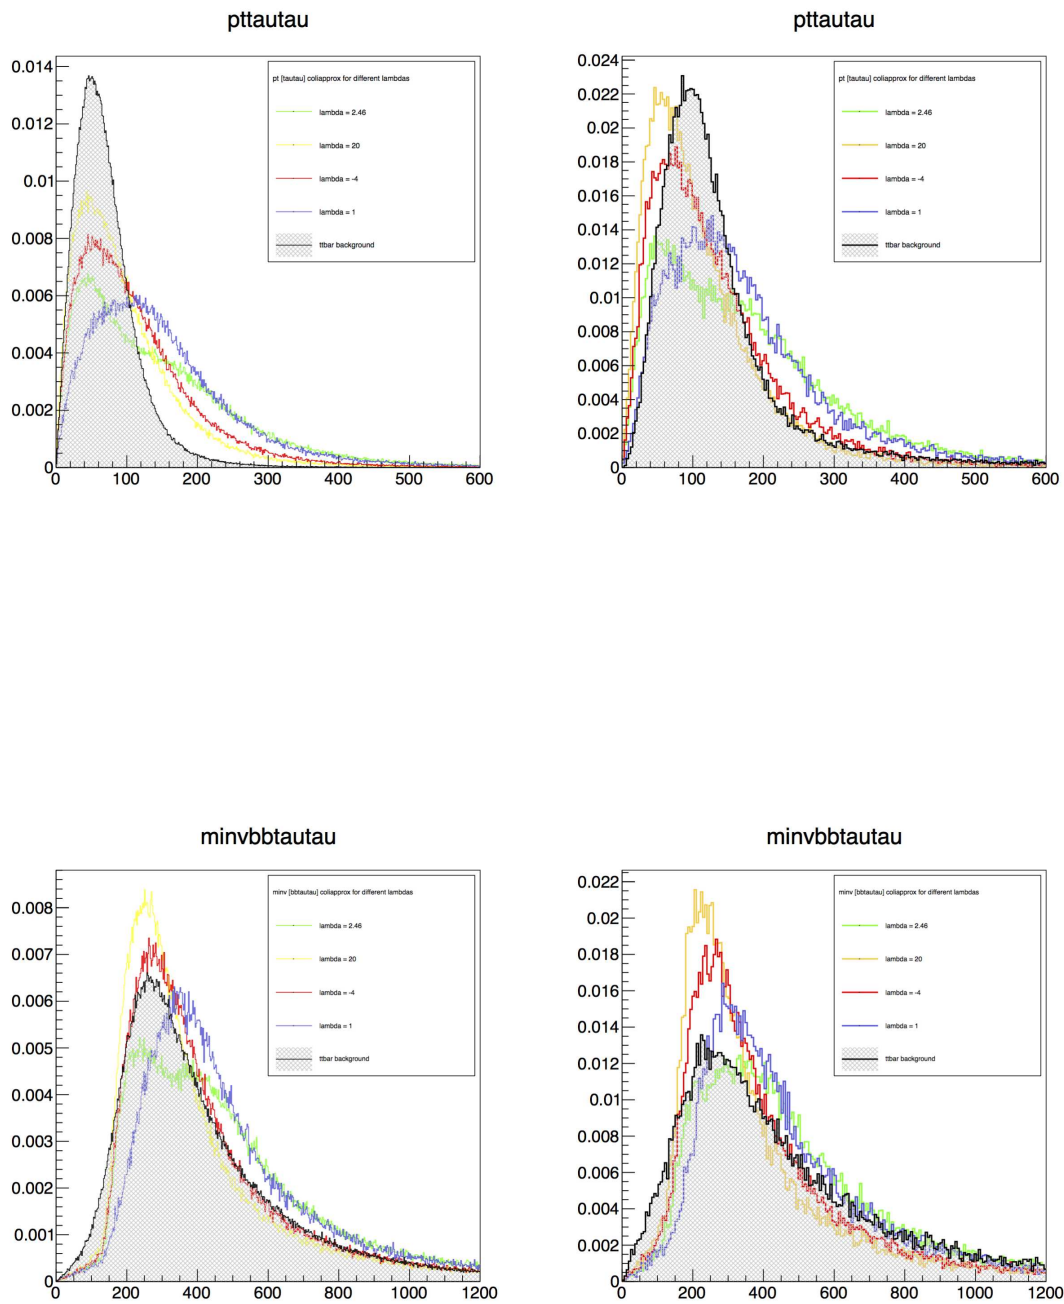 pttautau
0.014
0.012
0.01
0.008
0.006
0.004
0.002
0
0 100 200 300 400 500 600
pt [tautau] coliapprox for different lambdas
lambda = 2.46
lambda = 20
lambda = -4
lambda = 1
ttbar background
pttautau
0.024
0.022
0.02
0.018
0.016
0.014
0.012
0.01
0.008
0.006
0.004
0.002
0
0 100 200 300 400 500 600
pt [tautau] coliapprox for different lambdas
lambda = 2.46
lambda = 20
lambda = -4
lambda = 1
ttbar background
minvbbtautau
0.008
0.007
0.006
0.005
0.004
0.003
0.002
0.001
0
0 200 400 600 800 1000 1200
minv [bbtautau] coliapprox for different lambdas
lambda = 2.46
lambda = 20
lambda = -4
lambda = 1
ttbar background
minvbbtautau
0.022
0.02
0.018
0.016
0.014
0.012
0.01
0.008
0.006
0.004
0.002
0
0 200 400 600 800 1000 1200
minv [bbtautau] coliapprox for different lambdas
lambda = 2.46
lambda = 20
lambda = -4
lambda = 1
ttbar background